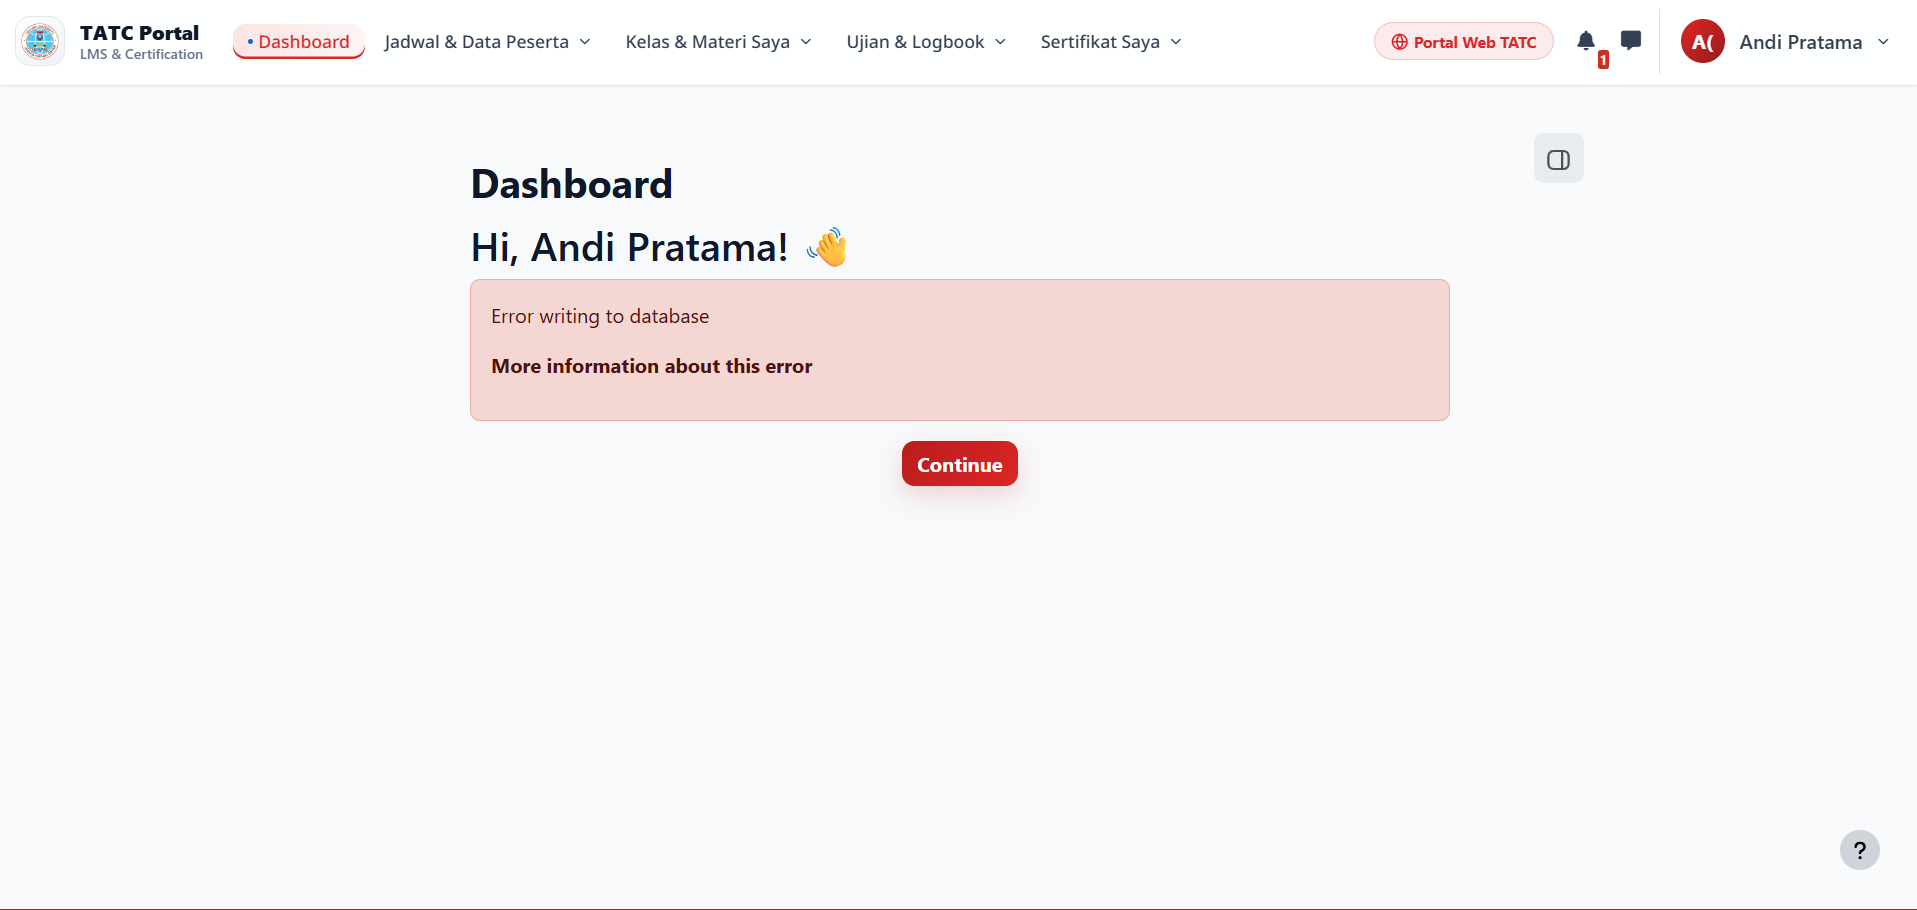 TATC Portal
LMS & Certification
Dashboard
Jadwal & Data Peserta
Kelas & Materi Saya
Ujian & Logbook
Sertifikat Saya
Portal Web TATC
1
A(
Andi Pratama
Dashboard
Hi, Andi Pratama! 👋
Error writing to database
More information about this error
Continue
?